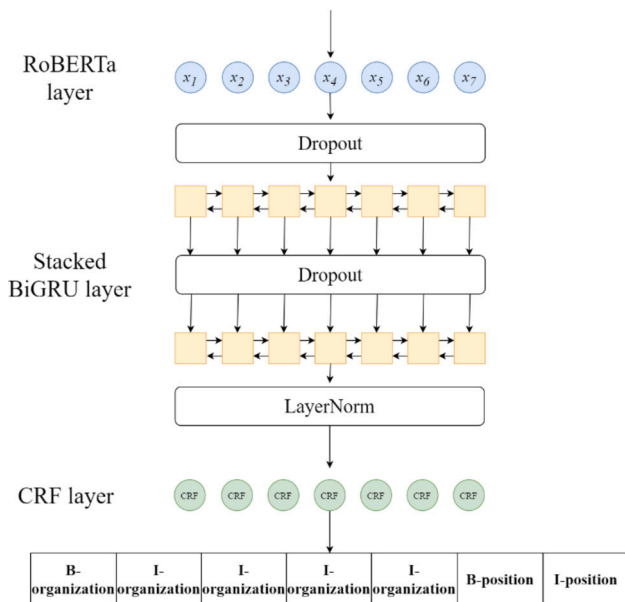 RoBERTa
layer
x1 x2 x3 x4 x5 x6 x7
Dropout
Stacked
BiGRU layer
Dropout
LayerNorm
CRF layer
CRF CRF CRF CRF CRF CRF CRF
B-organization I-organization I-organization I-organization I-organization B-position I-position